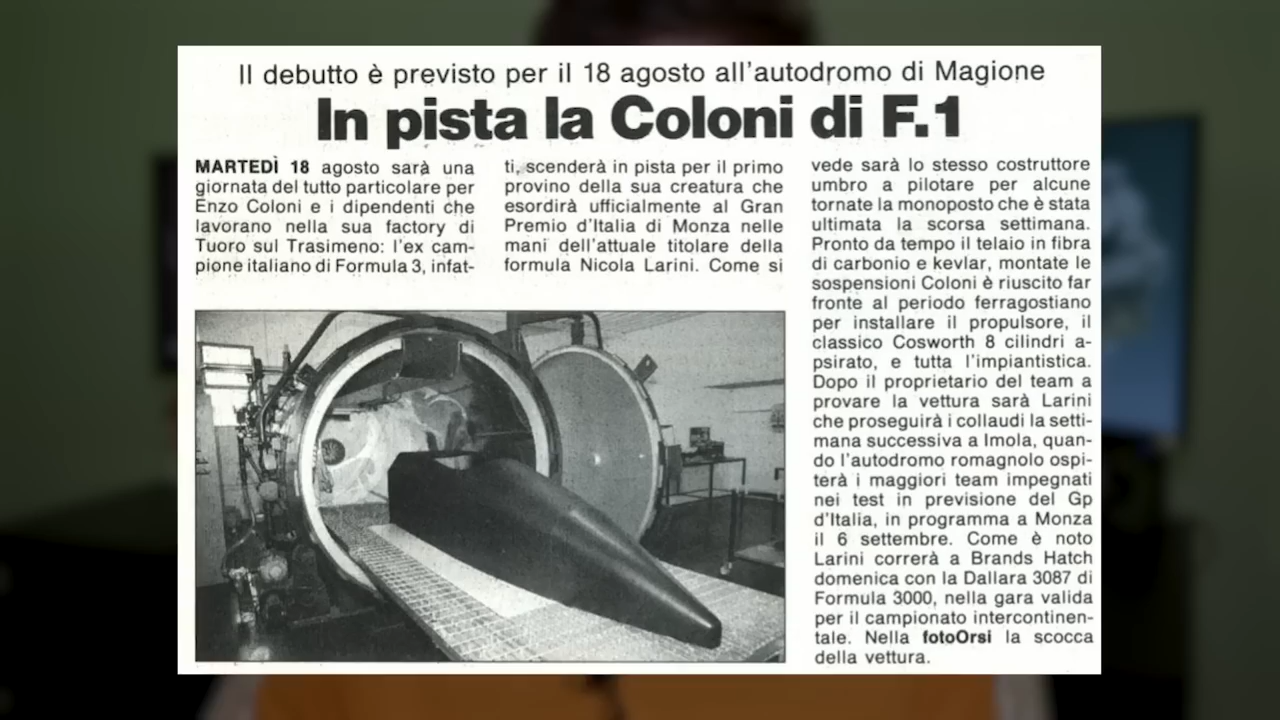 Il debutto è previsto per il 18 agosto all'autodromo di Magione
In pista la Coloni di F.1
MARTEDÌ 18 agosto sarà una
giornata del tutto particolare per
Enzo Coloni e i dipendenti che
lavorano nella sua factory di
Tuoro sul Trasimeno: l'ex cam-
pione italiano di Formula 3, infat-
ti, scenderà in pista per il primo
provino della sua creatura che
esordirà ufficialmente al Gran
Premio d'Italia di Monza nelle
mani dell'attuale titolare della
formula Nicola Larini. Come si
vede sarà lo stesso costruttore
umbro a pilotare per alcune
tornate la monoposto che è stata
ultimata la scorsa settimana.
Pronto da tempo il telaio in fibra
di carbonio e kevlar, montate le
sospensioni Coloni è riuscito far
fronte al periodo ferragostiano
per installare il propulsore, il
classico Cosworth 8 cilindri a-
psirato, e tutta l'impiantistica.
Dopo il proprietario del team a
provare la vettura sarà Larini
che proseguirà i collaudi la setti-
mana successiva a Imola, quan-
do l'autodromo romagnolo ospi-
terà i maggiori team impegnati
nei test in previsione del Gp
d'Italia, in programma a Monza
il 6 settembre. Come è noto
Larini correrà a Brands Hatch
domenica con la Dallara 3087 di
Formula 3000, nella gara valida
per il campionato intercontinen-
tale. Nella fotoOrsi la scocca
della vettura.